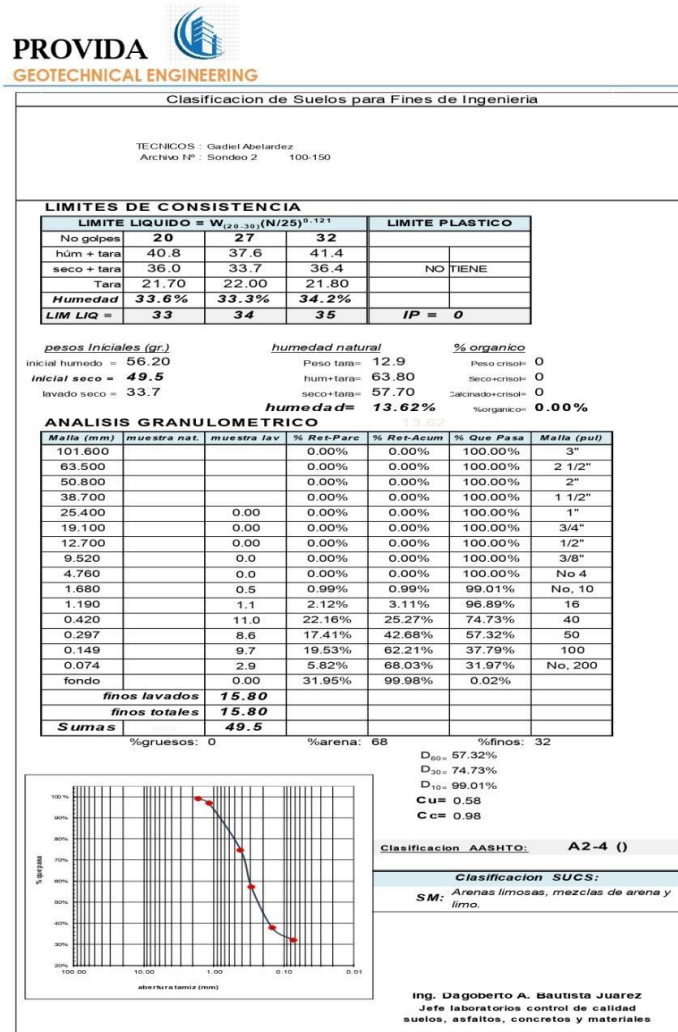 PROVIDA
GEOTECHNICAL ENGINEERING
Clasificacion de Suelos para Fines de Ingenieria
TECNICOS : Gadiel Abelardez
Archivo Nº : Sondeo 2 100-150
LIMITES DE CONSISTENCIA
LIMITE LIQUIDO = W(20-30)(N/25)^0.121 LIMITE PLASTICO
No golpes 20 27 32
húm + tara 40.8 37.6 41.4
seco + tara 36.0 33.7 36.4 NO TIENE
Tara 21.70 22.00 21.80
Humedad 33.6% 33.3% 34.2%
LIM LIQ = 33 34 35 IP = 0
pesos Iniciales (gr.) humedad natural % organico
inicial humedo = 56.20 Peso tara= 12.9 Peso crisol= 0
inicial seco = 49.5 hum+tara= 63.80 Seco+crisol= 0
lavado seco = 33.7 seco+tara= 57.70 Calcinado+crisol= 0
humedad= 13.62% %organico= 0.00%
ANALISIS GRANULOMETRICO 13.62
Malla (mm) muestra nat. muestra lav % Ret-Parc % Ret-Acum % Que Pasa Malla (pul)
101.600 0.00% 0.00% 100.00% 3"
63.500 0.00% 0.00% 100.00% 2 1/2"
50.800 0.00% 0.00% 100.00% 2"
38.700 0.00% 0.00% 100.00% 1 1/2"
25.400 0.00 0.00% 0.00% 100.00% 1"
19.100 0.00 0.00% 0.00% 100.00% 3/4"
12.700 0.00 0.00% 0.00% 100.00% 1/2"
9.520 0.0 0.00% 0.00% 100.00% 3/8"
4.760 0.0 0.00% 0.00% 100.00% No 4
1.680 0.5 0.99% 0.99% 99.01% No, 10
1.190 1.1 2.12% 3.11% 96.89% 16
0.420 11.0 22.16% 25.27% 74.73% 40
0.297 8.6 17.41% 42.68% 57.32% 50
0.149 9.7 19.53% 62.21% 37.79% 100
0.074 2.9 5.82% 68.03% 31.97% No, 200
fondo 0.00 31.95% 99.98% 0.02%
finos lavados 15.80
finos totales 15.80
Sumas 49.5
%gruesos: 0 %arena: 68 %finos: 32
D60= 57.32%
D30= 74.73%
D10= 99.01%
Cu= 0.58
Cc= 0.98
100%
90%
80%
70%
60%
50%
40%
30%
20%
% que pasa
100.00 10.00 1.00 0.10 0.01
abertura tamiz (mm)
Clasificacion AASHTO: A2-4 ()
Clasificacion SUCS:
SM: Arenas limosas, mezclas de arena y
limo.
Ing. Dagoberto A. Bautista Juarez
Jefe laboratorios control de calidad
suelos, asfaltos, concretos y materiales